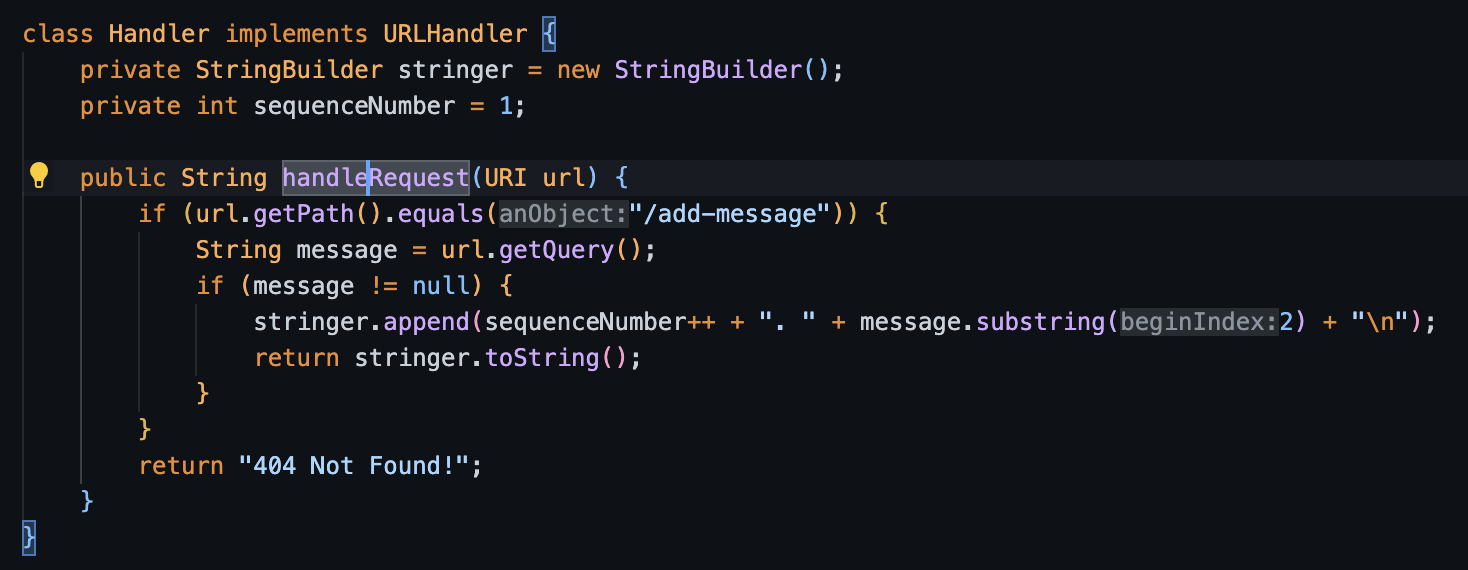 class Handler implements URLHandler {
    private StringBuilder stringer = new StringBuilder();
    private int sequenceNumber = 1;

    public String handleRequest(URI url) {
        if (url.getPath().equals(anObject:"/add-message")) {
            String message = url.getQuery();
            if (message != null) {
                stringer.append(sequenceNumber++ + ". " + message.substring(beginIndex:2) + "\n");
                return stringer.toString();
            }
        }
        return "404 Not Found!";
    }
}